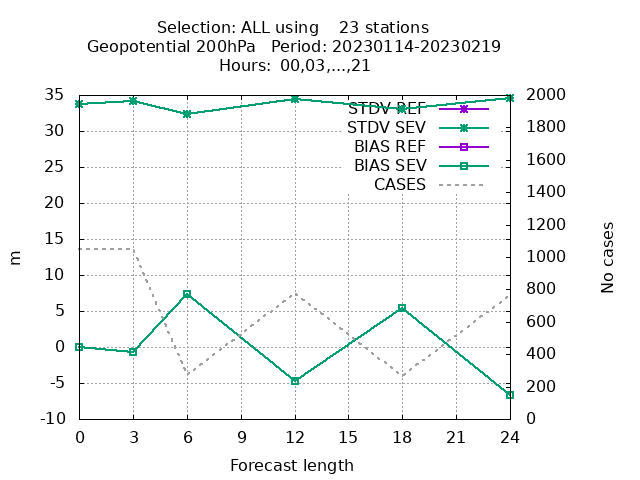 Selection: ALL using    23 stations
Geopotential 200hPa   Period: 20230114-20230219
Hours: 00,03,...,21
35
30
25
20
15
10
5
0
-5
-10
m
2000
1800
1600
1400
1200
1000
800
600
400
200
0
No cases
STDV REF
STDV SEV
BIAS REF
BIAS SEV
CASES
0 3 6 9 12 15 18 21 24
Forecast length